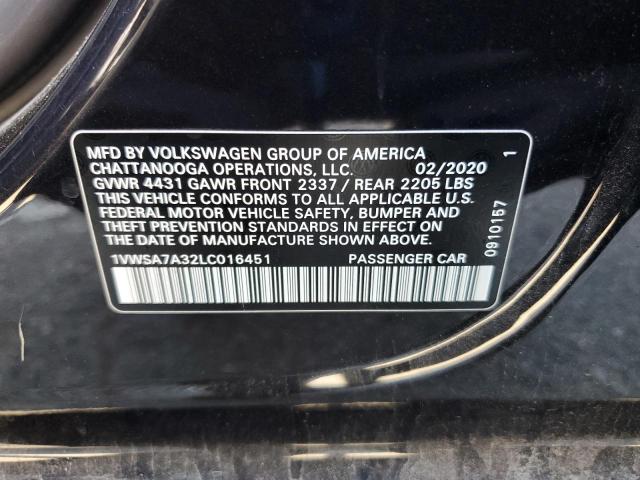 MFD BY VOLKSWAGEN GROUP OF AMERICA
CHATTANOOGA OPERATIONS, LLC. 02/2020
GVWR 4431 GAWR FRONT 2337 / REAR 2205 LBS
THIS VEHICLE CONFORMS TO ALL APPLICABLE U.S.
FEDERAL MOTOR VEHICLE SAFETY, BUMPER AND
THEFT PREVENTION STANDARDS IN EFFECT ON
THE DATE OF MANUFACTURE SHOWN ABOVE.
1VWSA7A32LC016451 PASSENGER CAR
0910157 1